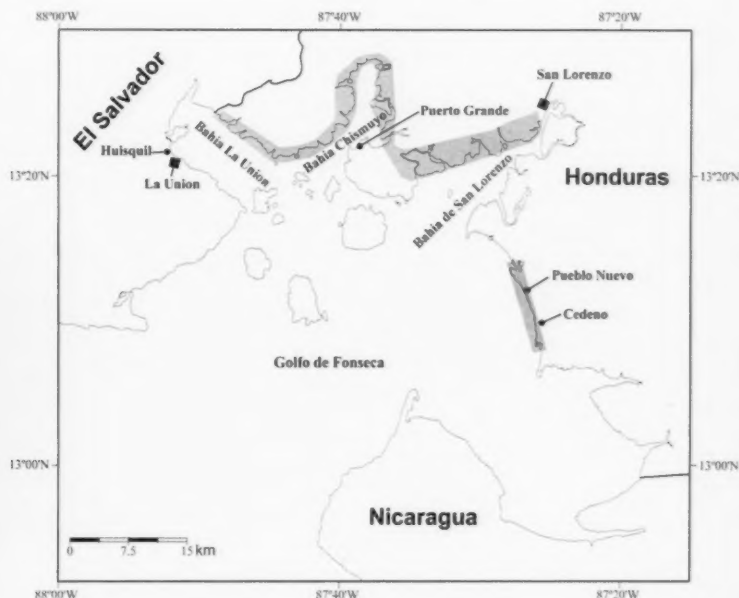 88°00'W
87°40'W
87°20'W
San Lorenzo
El Salvador
Puerto Grande
Bahia La Union
Bahia Chismuyo
Huisquil
13°20'N
13°20'N
La Union
Bahia de San Lorenzo
Honduras
Pueblo Nuevo
Cedeno
Golfo de Fonseca
13°00'N
13°00'N
Nicaragua
0 7.5 15 km
88°00'W
87°40'W
87°20'W